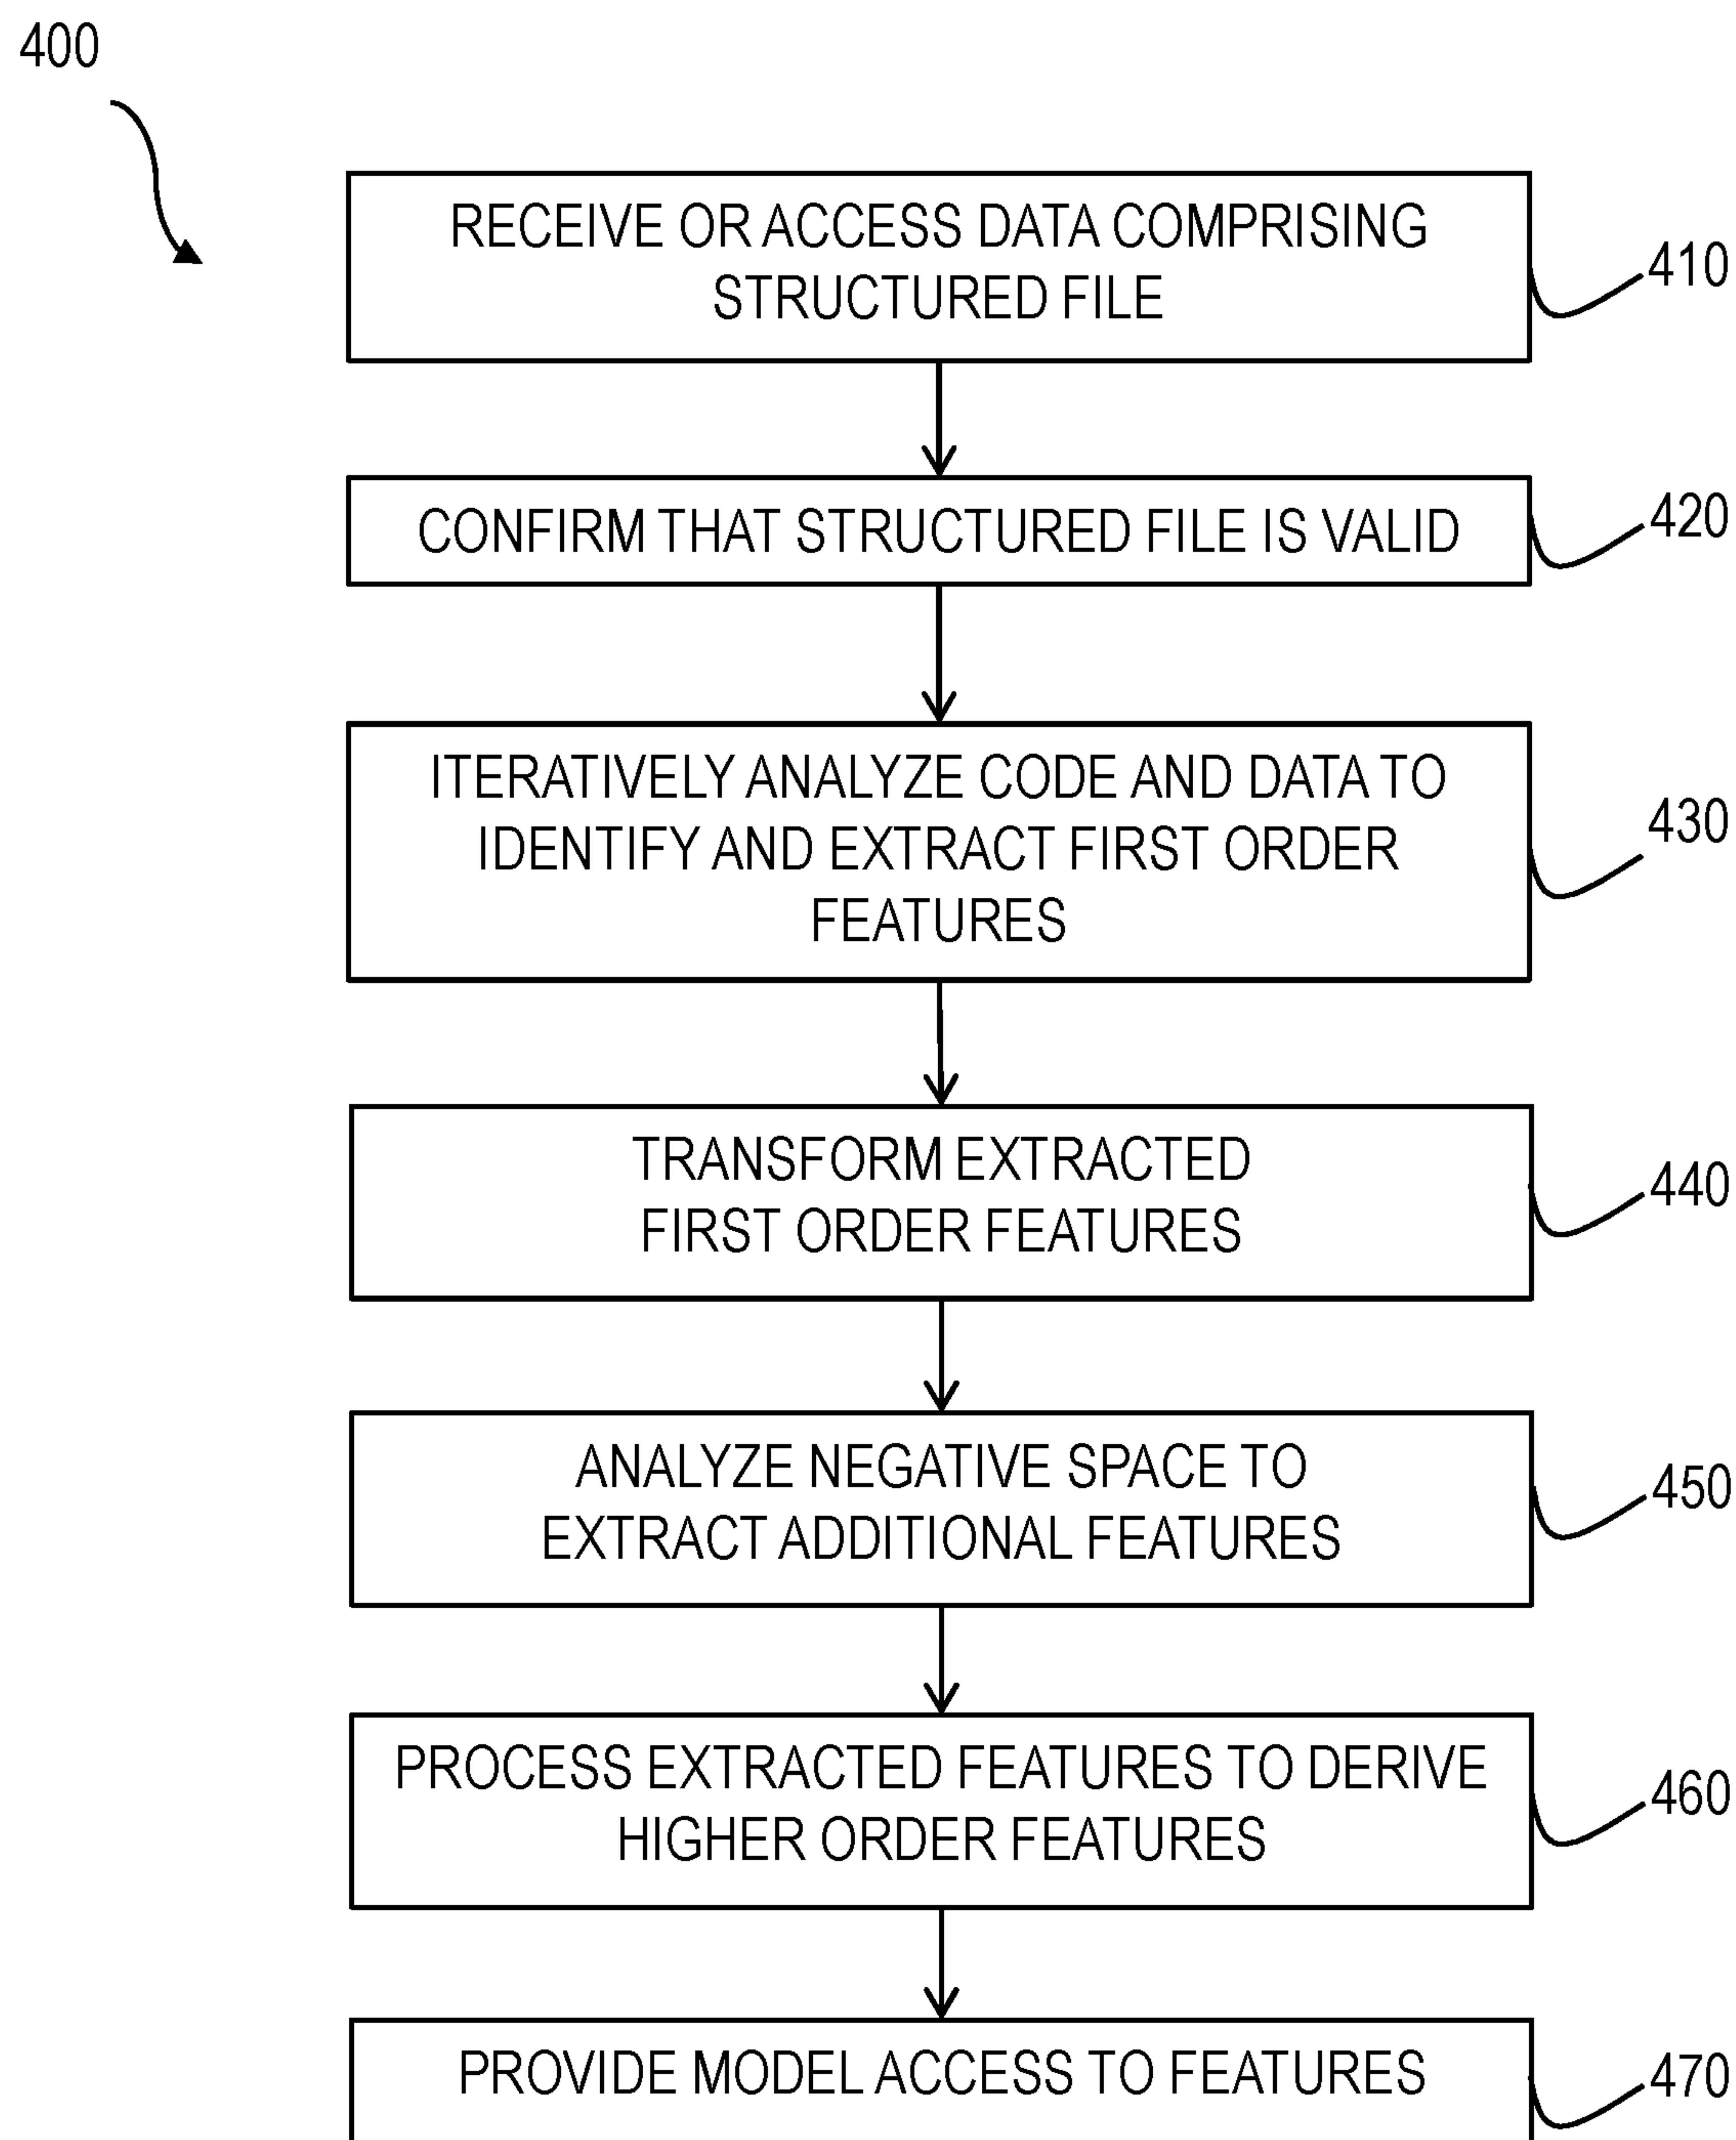 400
RECEIVE OR ACCESS DATA COMPRISING
STRUCTURED FILE
410
CONFIRM THAT STRUCTURED FILE IS VALID
420
ITERATIVELY ANALYZE CODE AND DATA TO
IDENTIFY AND EXTRACT FIRST ORDER
FEATURES
430
TRANSFORM EXTRACTED
FIRST ORDER FEATURES
440
ANALYZE NEGATIVE SPACE TO
EXTRACT ADDITIONAL FEATURES
450
PROCESS EXTRACTED FEATURES TO DERIVE
HIGHER ORDER FEATURES
460
PROVIDE MODEL ACCESS TO FEATURES
470